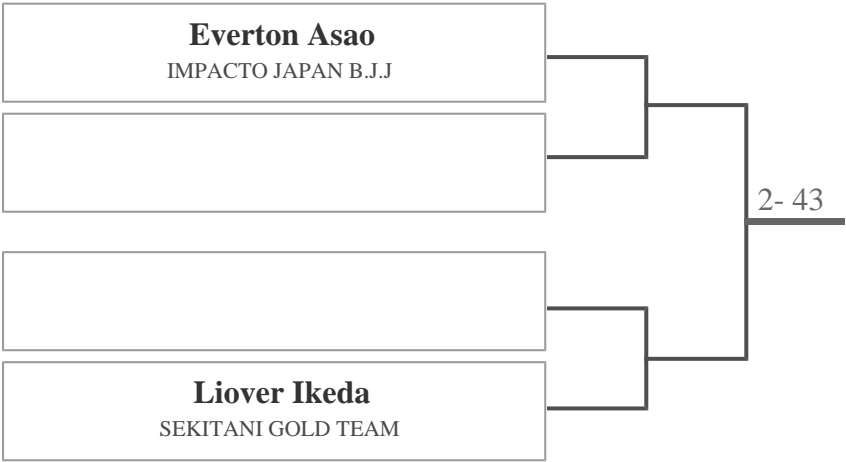 Everton Asao
IMPACTO JAPAN B.J.J
2- 43
Liover Ikeda
SEKITANI GOLD TEAM